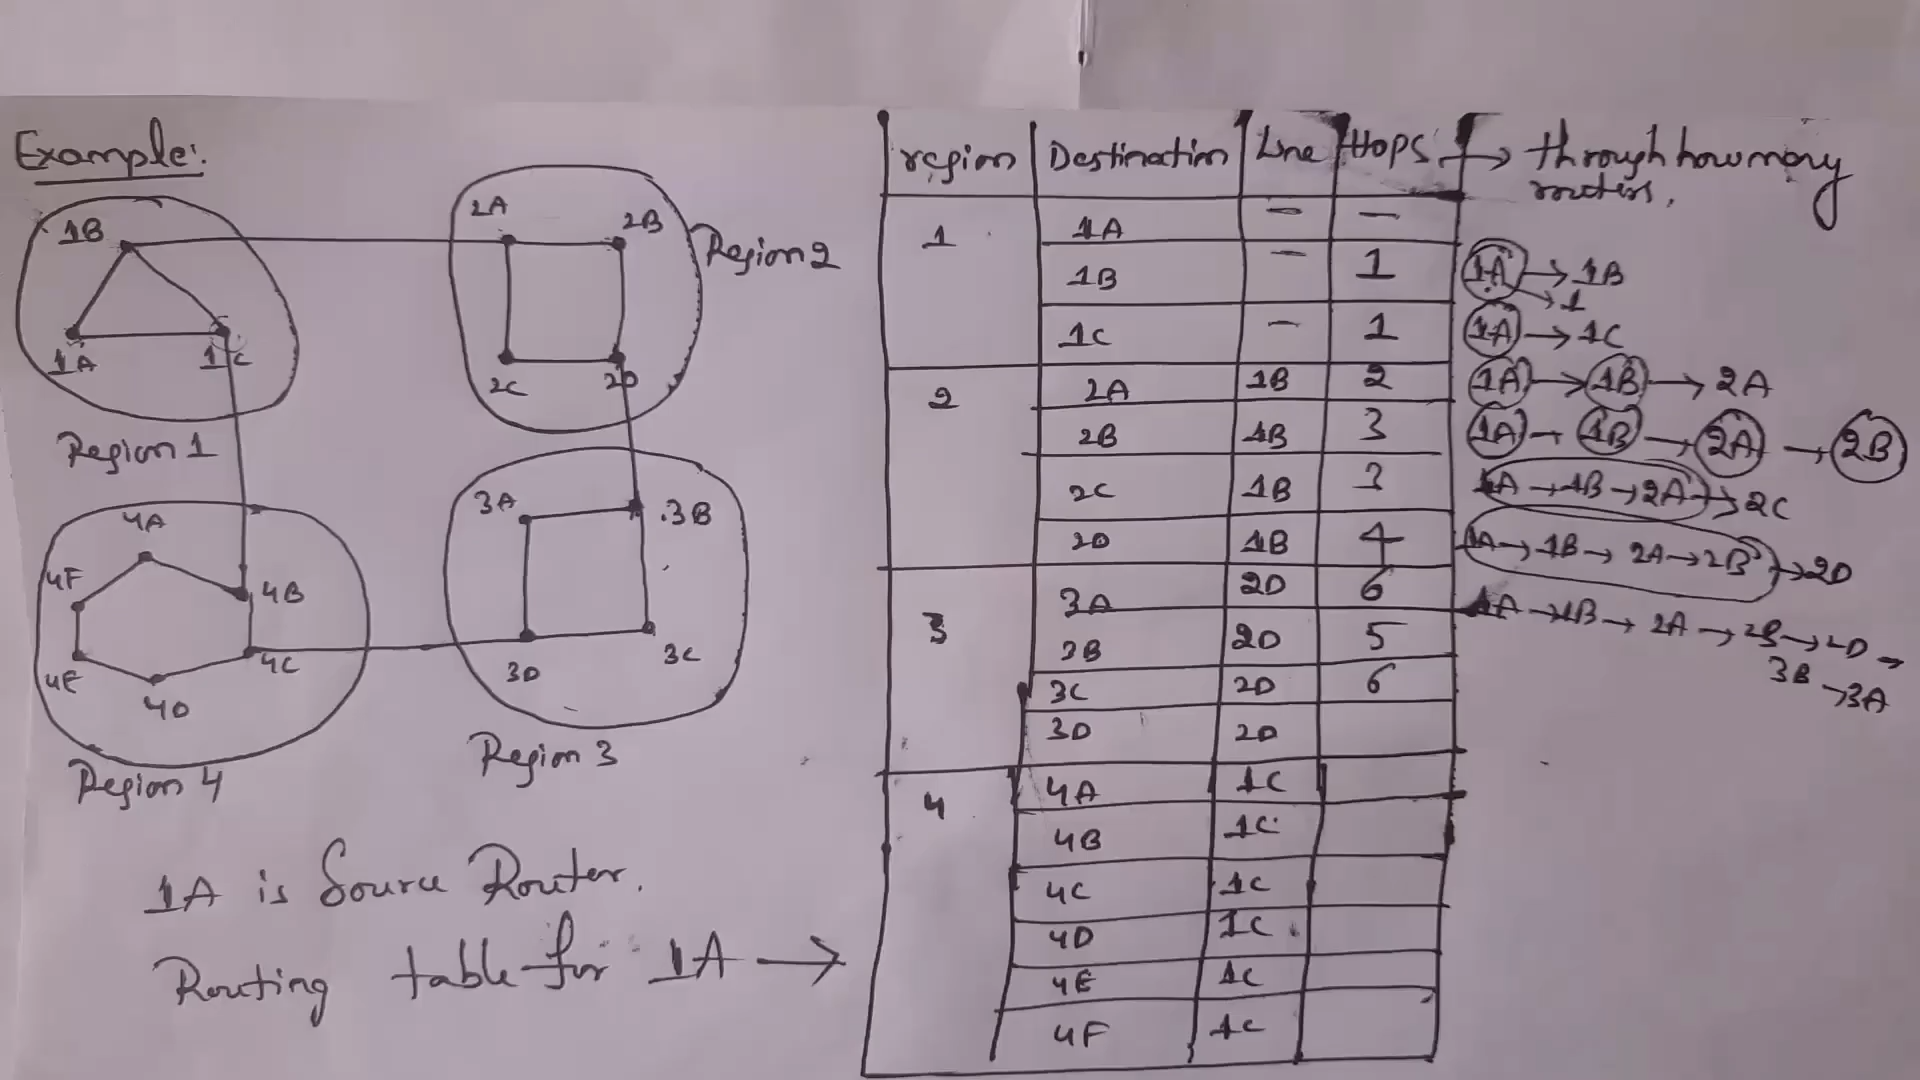 Example:
1B
1A
1C
Region 1
2A
2B
2C
2D
Region 2
3A
3B
3D
3C
Region 3
4A
4F
4B
4E
4C
4D
Region 4
1A is Source Router.
Routing table for 1A →
region Destination Line Hops → through how many
routers.
1 1A - -
1B - 1 1A → 1B
→ 1
1C - 1 1A → 1C
2 2A 1B 2 1A → 1B → 2A
2B 1B 3 1A → 1B → 2A → 2B
2C 1B 3 1A → 1B → 2A → 2C
2D 1B 4 1A → 1B → 2A → 2B → 2D
3 3A 2D 6 1A → 1B → 2A → 2B → 2D →
3B → 3A
3B 2D 5
3C 2D 6
3D 2D
4 4A 1C
4B 1C
4C 1C
4D 1C
4E 1C
4F 1C